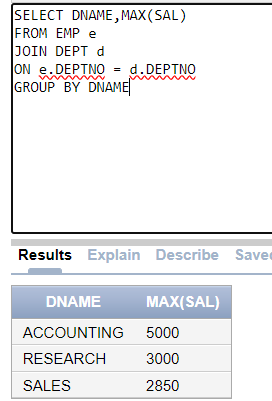 SELECT DNAME,MAX(SAL)
FROM EMP e
JOIN DEPT d
ON e.DEPTNO = d.DEPTNO
GROUP BY DNAME
Results Explain Describe Save
DNAME MAX(SAL)
ACCOUNTING 5000
RESEARCH 3000
SALES 2850